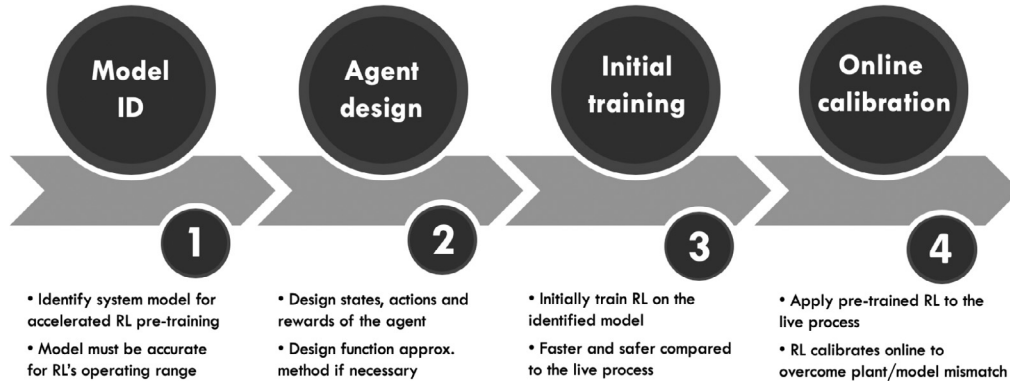 Model
ID
Agent
design
Initial
training
Online
calibration
1
2
3
4
• Identify system model for
accelerated RL pre-training
• Model must be accurate
for RL's operating range
• Design states, actions and
rewards of the agent
• Design function approx.
method if necessary
• Initially train RL on the
identified model
• Faster and safer compared
to the live process
• Apply pre-trained RL to the
live process
• RL calibrates online to
overcome plant/model mismatch